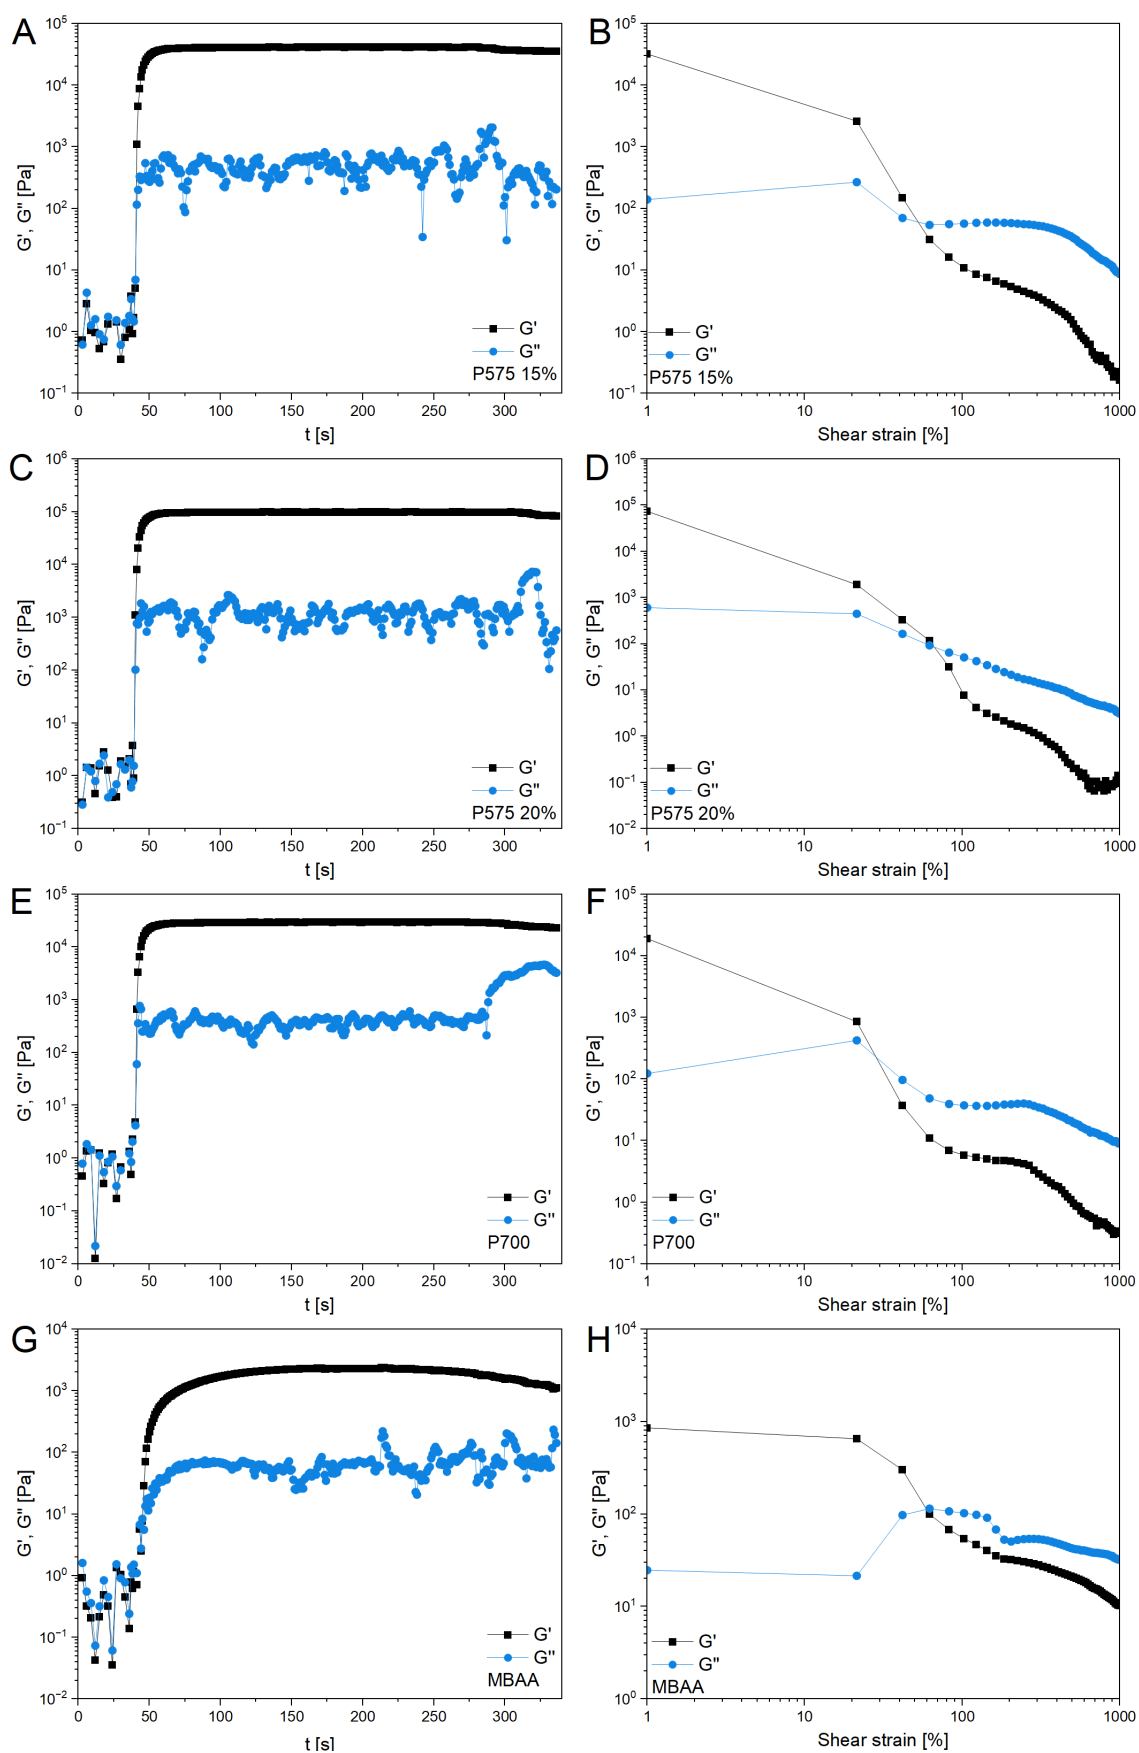 A
B
10⁵
10⁴
10³
10²
10¹
10⁰
10⁻¹
G', G" [Pa]
0 50 100 150 200 250 300
t [s]
G'
G"
P575 15%
10⁵
10⁴
10³
10²
10¹
10⁰
10⁻¹
G', G" [Pa]
1 10 100 1000
Shear strain [%]
G'
G"
P575 15%
C
D
10⁵
10⁶
10⁵
10⁴
10³
10²
10¹
10⁰
10⁻¹
G', G" [Pa]
0 50 100 150 200 250 300
t [s]
G'
G"
P575 20%
10⁶
10⁵
10⁴
10³
10²
10¹
10⁰
10⁻¹
10⁻²
G', G" [Pa]
1 10 100 1000
Shear strain [%]
G'
G"
P575 20%
E
F
10⁵
10⁴
10³
10²
10¹
10⁰
10⁻¹
10⁻²
G', G" [Pa]
0 50 100 150 200 250 300
t [s]
G'
G"
P700
10⁵
10⁴
10³
10²
10¹
10⁰
10⁻¹
G', G" [Pa]
1 10 100 1000
Shear strain [%]
G'
G"
P700
G
H
10⁴
10³
10²
10¹
10⁰
10⁻¹
10⁻²
G', G" [Pa]
0 50 100 150 200 250 300
t [s]
G'
G"
MBAA
10⁴
10³
10²
10¹
10⁰
G', G" [Pa]
1 10 100 1000
Shear strain [%]
G'
G"
MBAA